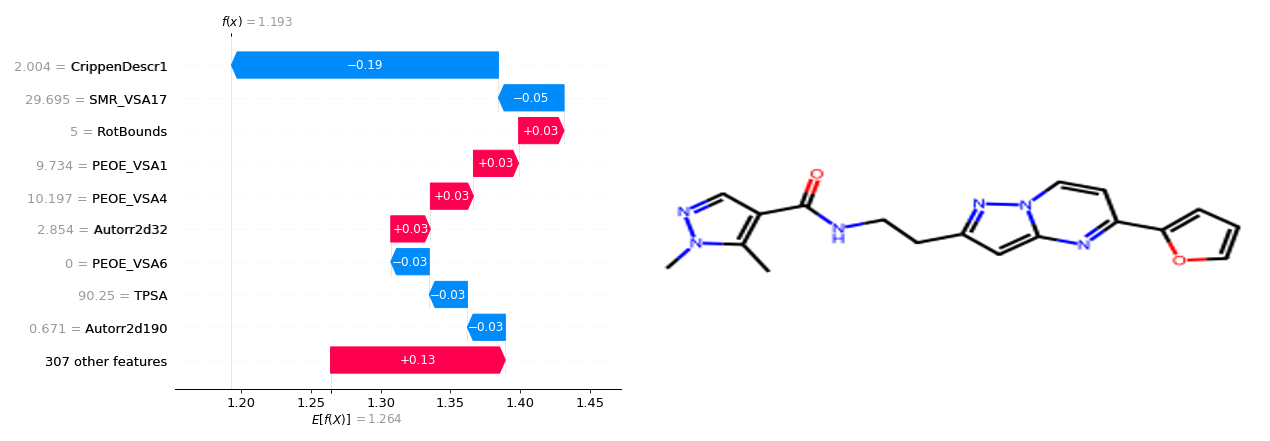 f(x) = 1.193
2.004 = CrippenDescr1
−0.19
29.695 = SMR_VSA17
−0.05
5 = RotBounds
+0.03
9.734 = PEOE_VSA1
+0.03
10.197 = PEOE_VSA4
+0.03
2.854 = Autorr2d32
+0.03
0 = PEOE_VSA6
−0.03
90.25 = TPSA
−0.03
0.671 = Autorr2d190
−0.03
307 other features
+0.13
1.20 1.25 1.30 1.35 1.40 1.45
E[f(X)] = 1.264
O
N
N
N
H
N
N
N
O